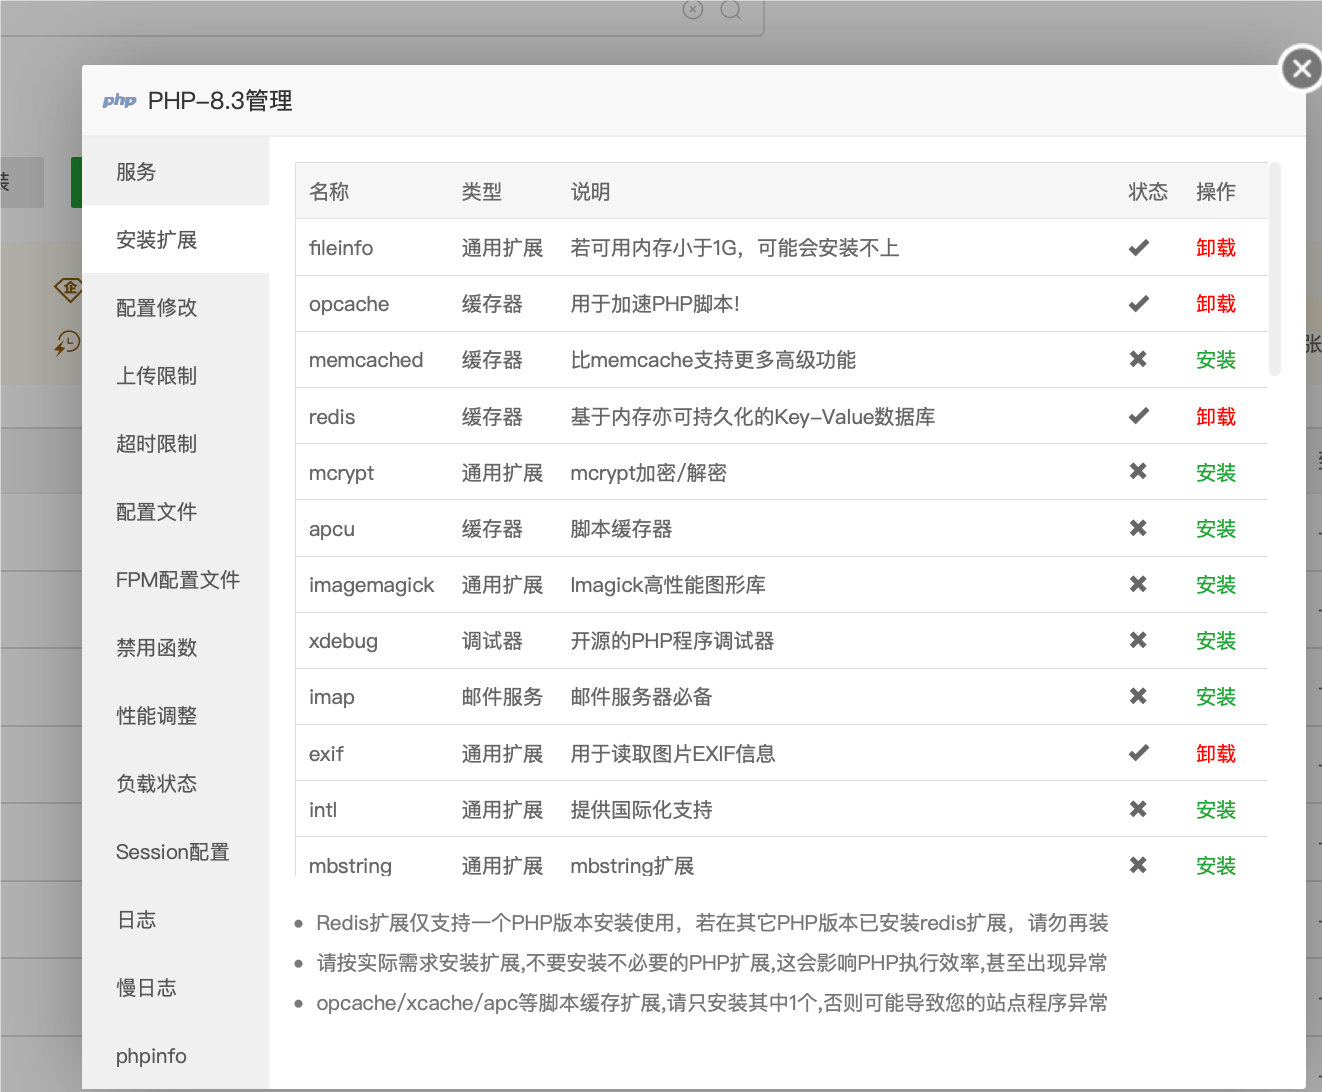 php PHP-8.3管理
服务
安装扩展
配置修改
上传限制
超时限制
配置文件
FPM配置文件
禁用函数
性能调整
负载状态
Session配置
日志
慢日志
phpinfo
名称 类型 说明 状态 操作
fileinfo 通用扩展 若可用内存小于1G，可能会安装不上 卸载
opcache 缓存器 用于加速PHP脚本! 卸载
memcached 缓存器 比memcache支持更多高级功能 安装
redis 缓存器 基于内存亦可持久化的Key-Value数据库 卸载
mcrypt 通用扩展 mcrypt加密/解密 安装
apcu 缓存器 脚本缓存器 安装
imagemagick 通用扩展 Imagick高性能图形库 安装
xdebug 调试器 开源的PHP程序调试器 安装
imap 邮件服务 邮件服务器必备 安装
exif 通用扩展 用于读取图片EXIF信息 卸载
intl 通用扩展 提供国际化支持 安装
mbstring 通用扩展 mbstring扩展 安装
Redis扩展仅支持一个PHP版本安装使用，若在其它PHP版本已安装redis扩展，请勿再装
请按实际需求安装扩展,不要安装不必要的PHP扩展,这会影响PHP执行效率,甚至出现异常
opcache/xcache/apc等脚本缓存扩展,请只安装其中1个,否则可能导致您的站点程序异常